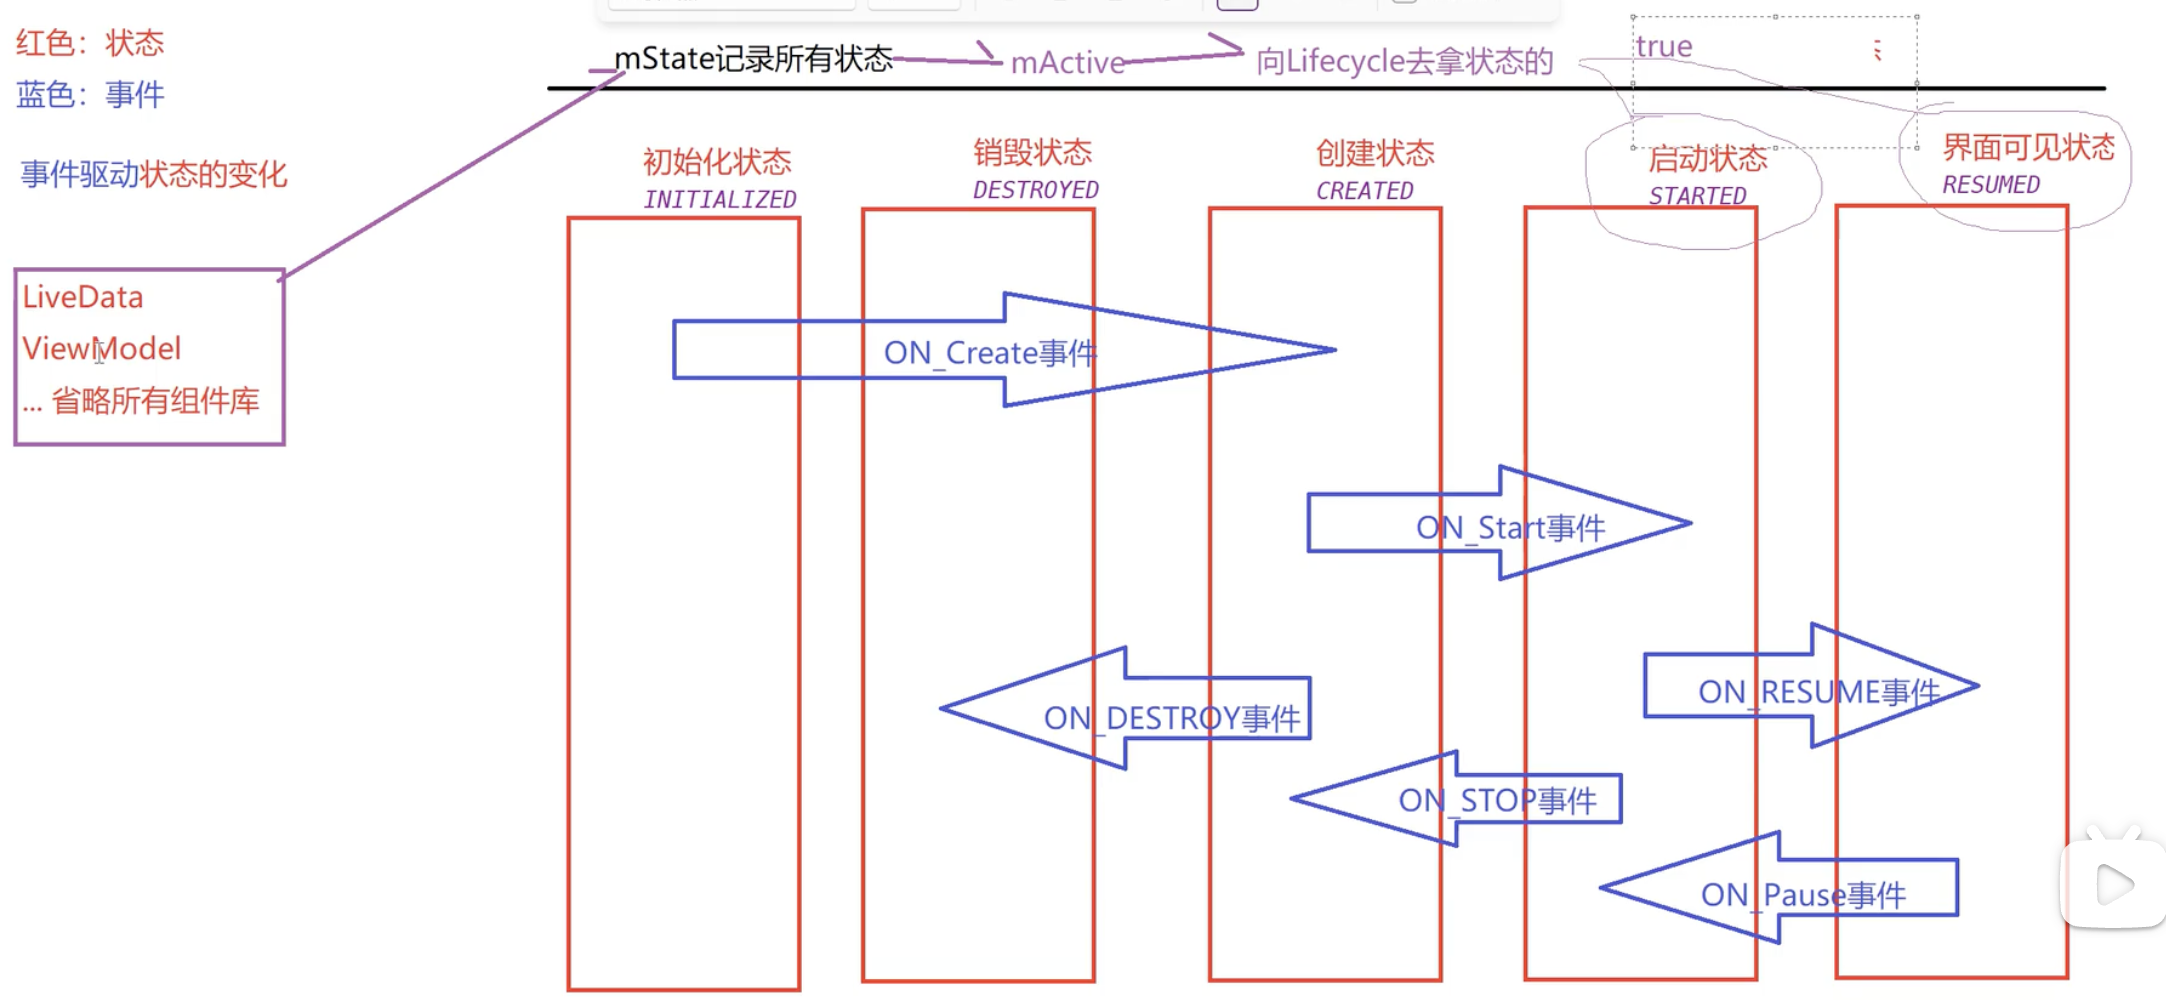 红色：状态
蓝色：事件
事件驱动状态的变化
mState记录所有状态
mActive
向Lifecycle去拿状态的
true
初始化状态
INITIALIZED
销毁状态
DESTROYED
创建状态
CREATED
启动状态
STARTED
界面可见状态
RESUMED
LiveData
ViewModel
... 省略所有组件库
ON_Create事件
ON_Start事件
ON_RESUME事件
ON_DESTROY事件
ON_STOP事件
ON_Pause事件